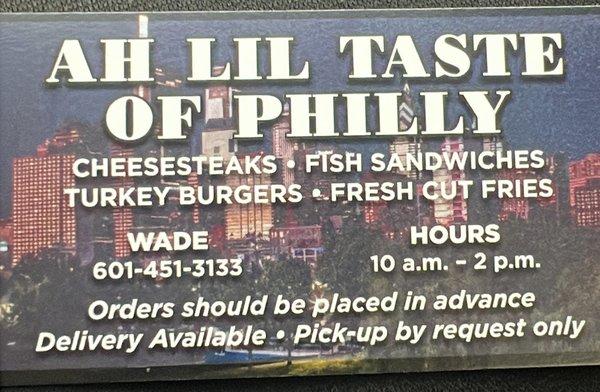 AH LIL TASTE
OF PHILLY
CHEESESTEAKS • FISH SANDWICHES
TURKEY BURGERS • FRESH CUT FRIES
WADE
601-451-3133
HOURS
10 a.m. – 2 p.m.
Orders should be placed in advance
Delivery Available • Pick-up by request only